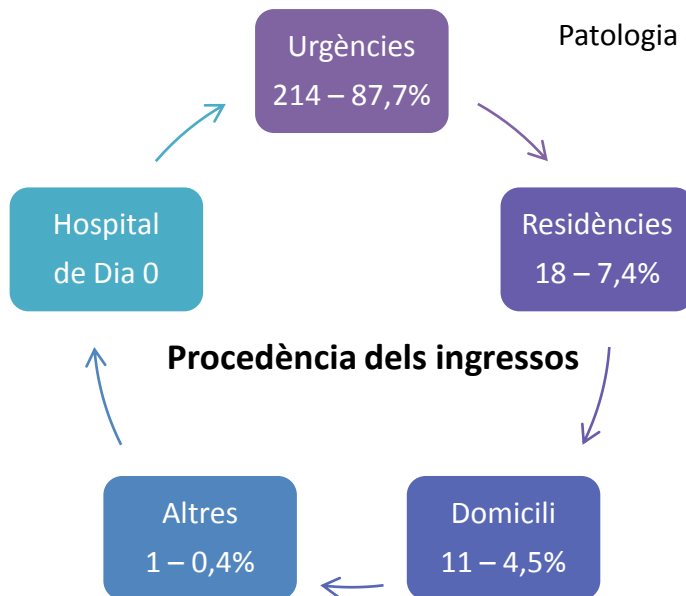 Urgències
214 – 87,7%
Patologia
Hospital
de Dia 0
Residències
18 – 7,4%
Procedència dels ingressos
Altres
1 – 0,4%
Domicili
11 – 4,5%